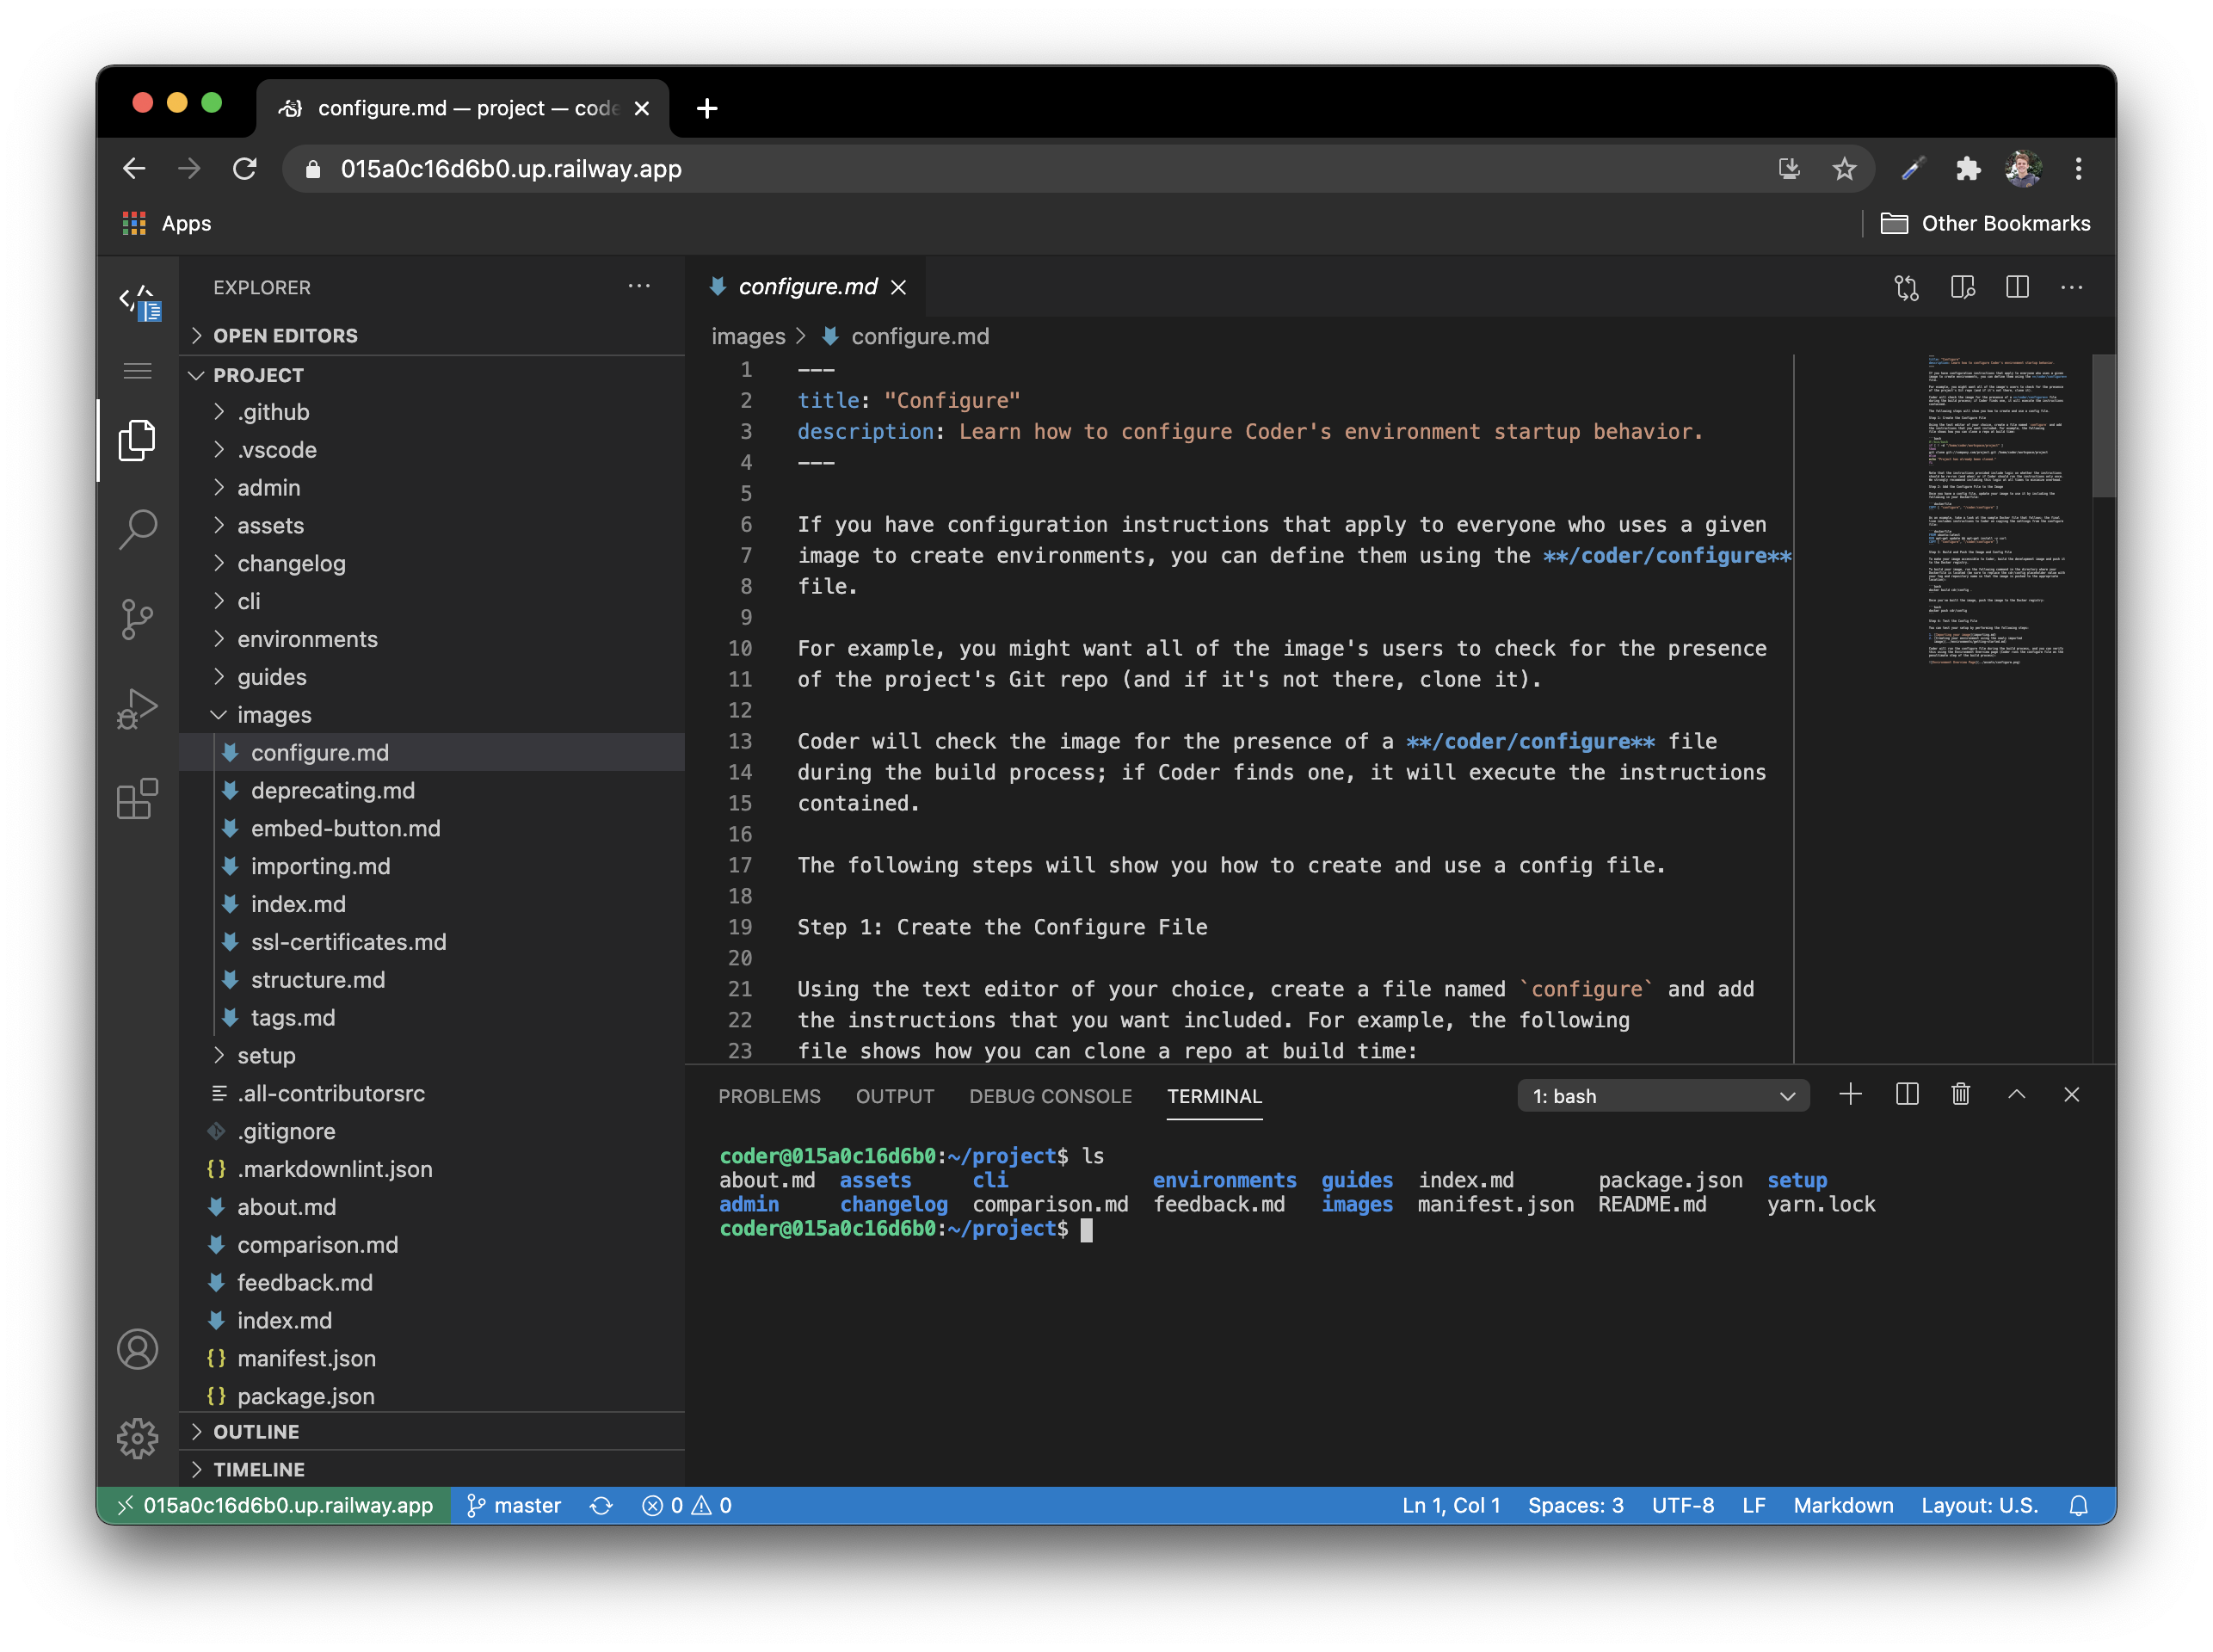 configure.md — project — code
015a0c16d6b0.up.railway.app
Apps
Other Bookmarks
EXPLORER
OPEN EDITORS
PROJECT
.github
.vscode
admin
assets
changelog
cli
environments
guides
images
configure.md
deprecating.md
embed-button.md
importing.md
index.md
ssl-certificates.md
structure.md
tags.md
setup
.all-contributorsrc
.gitignore
{} .markdownlint.json
about.md
comparison.md
feedback.md
index.md
{} manifest.json
{} package.json
OUTLINE
TIMELINE
configure.md
images > configure.md
1 ---
2 title: "Configure"
3 description: Learn how to configure Coder's environment startup behavior.
4 ---
5
6 If you have configuration instructions that apply to everyone who uses a given
7 image to create environments, you can define them using the **/coder/configure**
8 file.
9
10 For example, you might want all of the image's users to check for the presence
11 of the project's Git repo (and if it's not there, clone it).
12
13 Coder will check the image for the presence of a **/coder/configure** file
14 during the build process; if Coder finds one, it will execute the instructions
15 contained.
16
17 The following steps will show you how to create and use a config file.
18
19 Step 1: Create the Configure File
20
21 Using the text editor of your choice, create a file named `configure` and add
22 the instructions that you want included. For example, the following
23 file shows how you can clone a repo at build time:
PROBLEMS OUTPUT DEBUG CONSOLE TERMINAL 1: bash
coder@015a0c16d6b0:~/project$ ls
about.md assets cli environments guides index.md package.json setup
admin changelog comparison.md feedback.md images manifest.json README.md yarn.lock
coder@015a0c16d6b0:~/project$
015a0c16d6b0.up.railway.app master 0 0 Ln 1, Col 1 Spaces: 3 UTF-8 LF Markdown Layout: U.S.